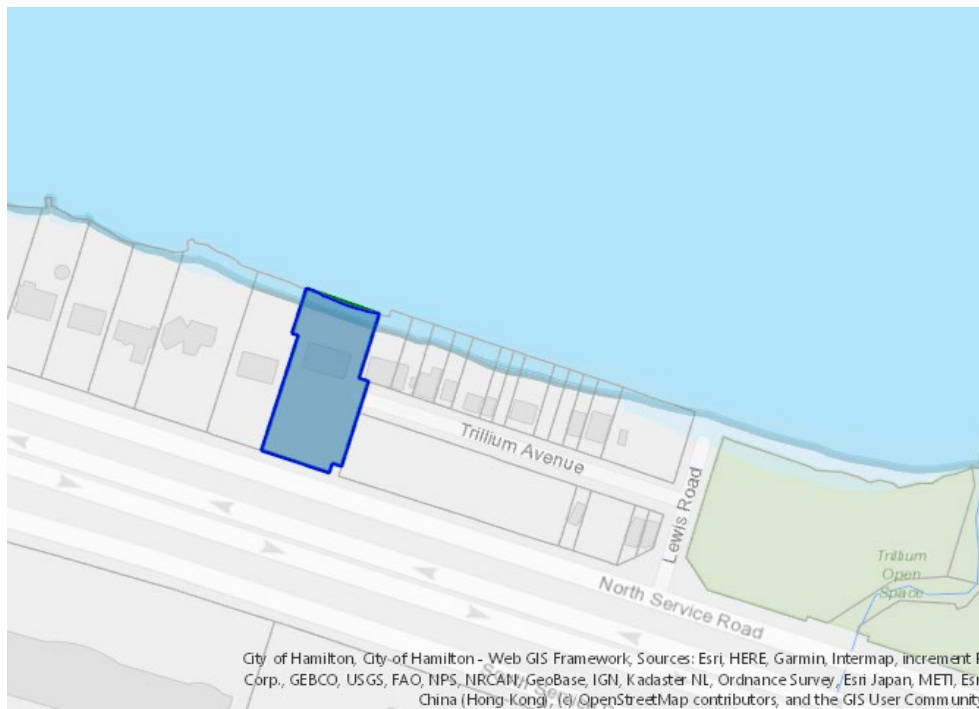 Trillium Avenue
Lewis Road
Trillium
Open
Space
North Service Road
South Service
City of Hamilton, City of Hamilton - Web GIS Framework, Sources: Esri, HERE, Garmin, Intermap, increment P
Corp., GEBCO, USGS, FAO, NPS, NRCAN, GeoBase, IGN, Kadaster NL, Ordnance Survey, Esri Japan, METI, Esri
China (Hong Kong), (c) OpenStreetMap contributors, and the GIS User Community